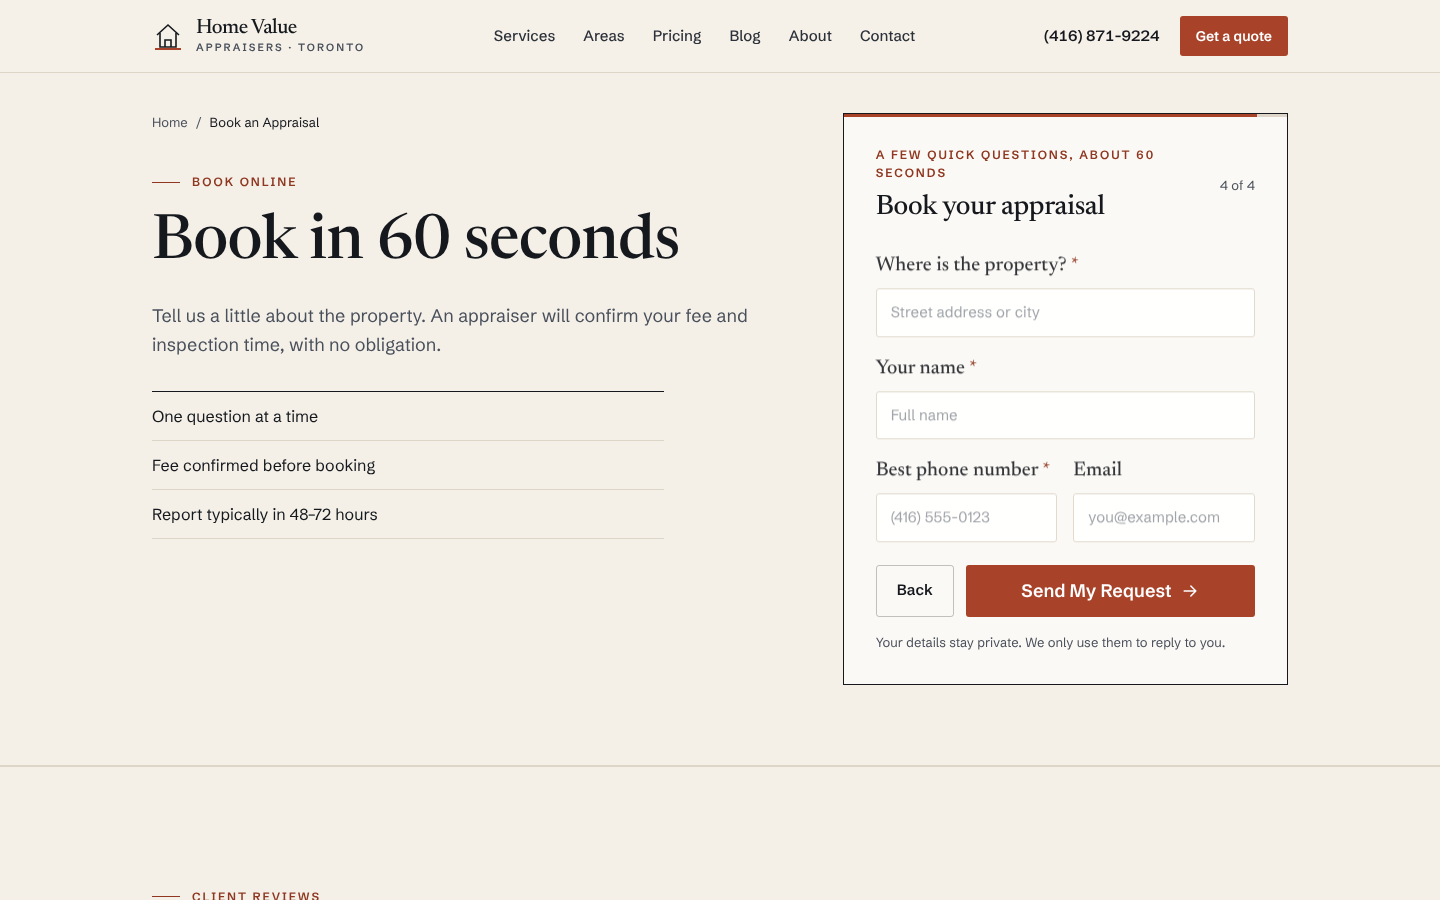 Home Value
APPRAISERS · TORONTO
Services
Areas
Pricing
Blog
About
Contact
(416) 871-9224
Get a quote
Home / Book an Appraisal
BOOK ONLINE
Book in 60 seconds
Tell us a little about the property. An appraiser will confirm your fee and
inspection time, with no obligation.
One question at a time
Fee confirmed before booking
Report typically in 48–72 hours
A FEW QUICK QUESTIONS, ABOUT 60
SECONDS
4 of 4
Book your appraisal
Where is the property? *
Street address or city
Your name *
Full name
Best phone number *
Email
(416) 555-0123
you@example.com
Back
Send My Request →
Your details stay private. We only use them to reply to you.
CLIENT REVIEWS